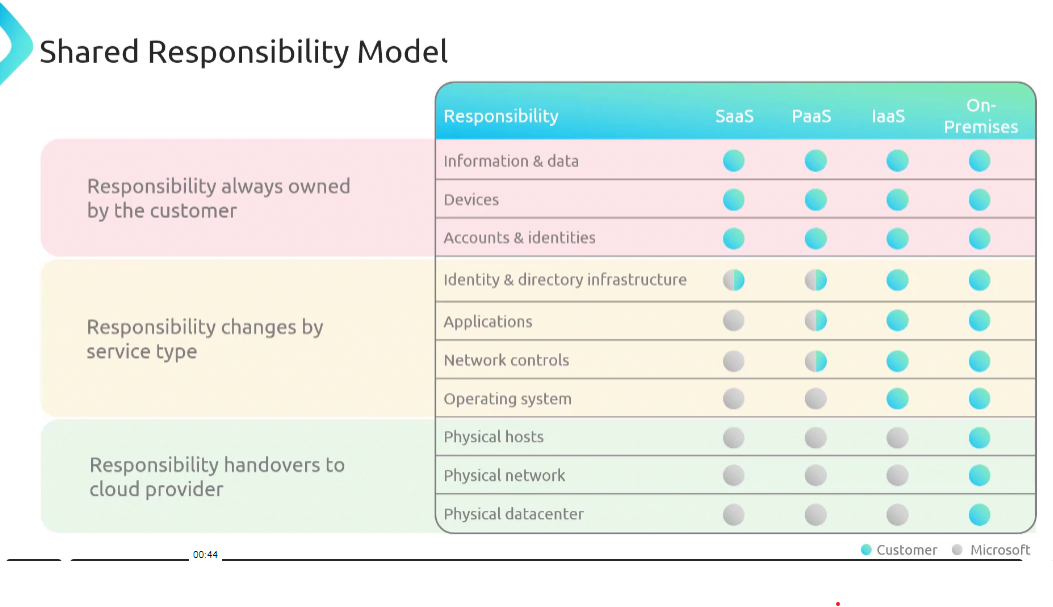 Shared Responsibility Model
Responsibility SaaS PaaS IaaS On-
Premises
Responsibility always owned
by the customer
Information & data
Devices
Accounts & identities
Responsibility changes by
service type
Identity & directory infrastructure
Applications
Network controls
Operating system
Responsibility handovers to
cloud provider
Physical hosts
Physical network
Physical datacenter
Customer Microsoft
00:44